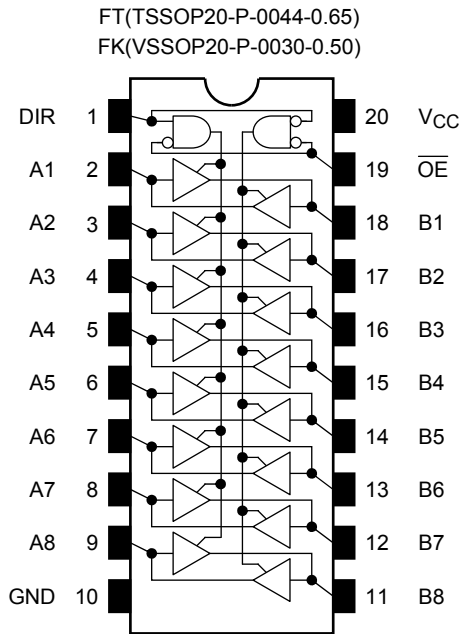 FT(TSSOP20-P-0044-0.65)
FK(VSSOP20-P-0030-0.50)
DIR 1 20 VCC
A1 2 19 OE
A2 3 18 B1
A3 4 17 B2
A4 5 16 B3
A5 6 15 B4
A6 7 14 B5
A7 8 13 B6
A8 9 12 B7
GND 10 11 B8